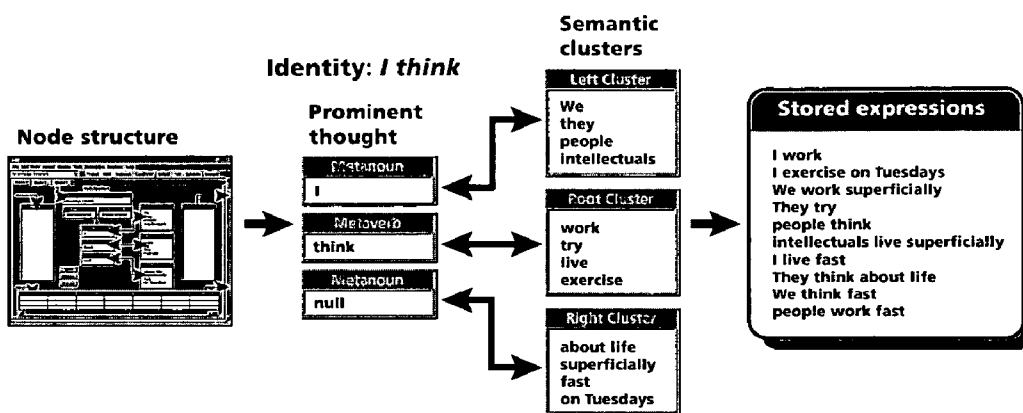 Semantic
clusters
Identity: I think
Left Cluster
We
they
people
intellectuals
Prominent
thought
Node structure
Metanoun
I
Metaverb
think
Metanoun
null
Root Cluster
work
try
live
exercise
Right Cluster
about life
superficially
fast
on Tuesdays
Stored expressions
I work
I exercise on Tuesdays
We work superficially
They try
people think
intellectuals live superficially
I live fast
They think about life
We think fast
people work fast